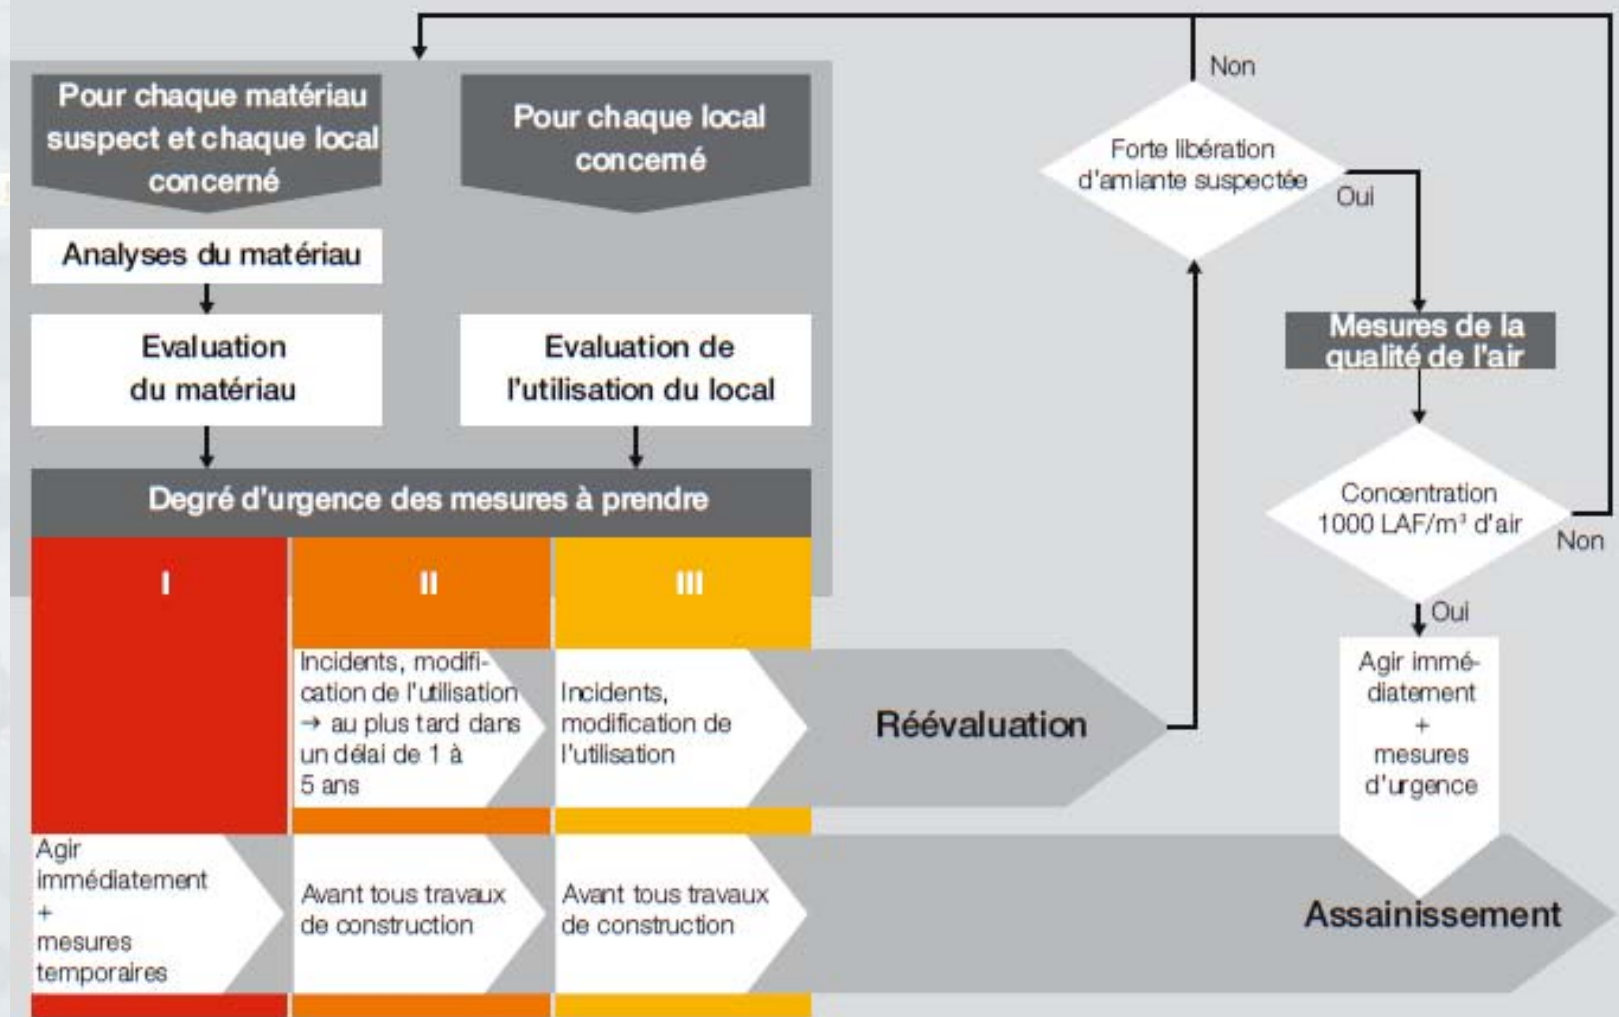 Pour chaque matériau
suspect et chaque local
concerné
Pour chaque local
concerné
Analyses du matériau
Evaluation
du matériau
Evaluation de
l'utilisation du local
Degré d'urgence des mesures à prendre
I
II
III
Incidents, modifi-
cation de l'utilisation
→ au plus tard dans
un délai de 1 à
5 ans
Incidents,
modification de
l'utilisation
Réévaluation
Agir
immédiatement
+
mesures
temporaires
Avant tous travaux
de construction
Avant tous travaux
de construction
Assainissement
Non
Forte libération
d'amiante suspectée
Oui
Mesures de la
qualité de l'air
Concentration
1000 LAF/m³ d'air
Non
Oui
Agir immé-
diatement
+
mesures
d'urgence